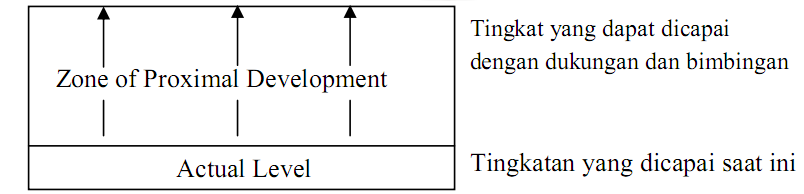 Tingkat yang dapat dicapai
dengan dukungan dan bimbingan
Zone of Proximal Development
Actual Level
Tingkatan yang dicapai saat ini